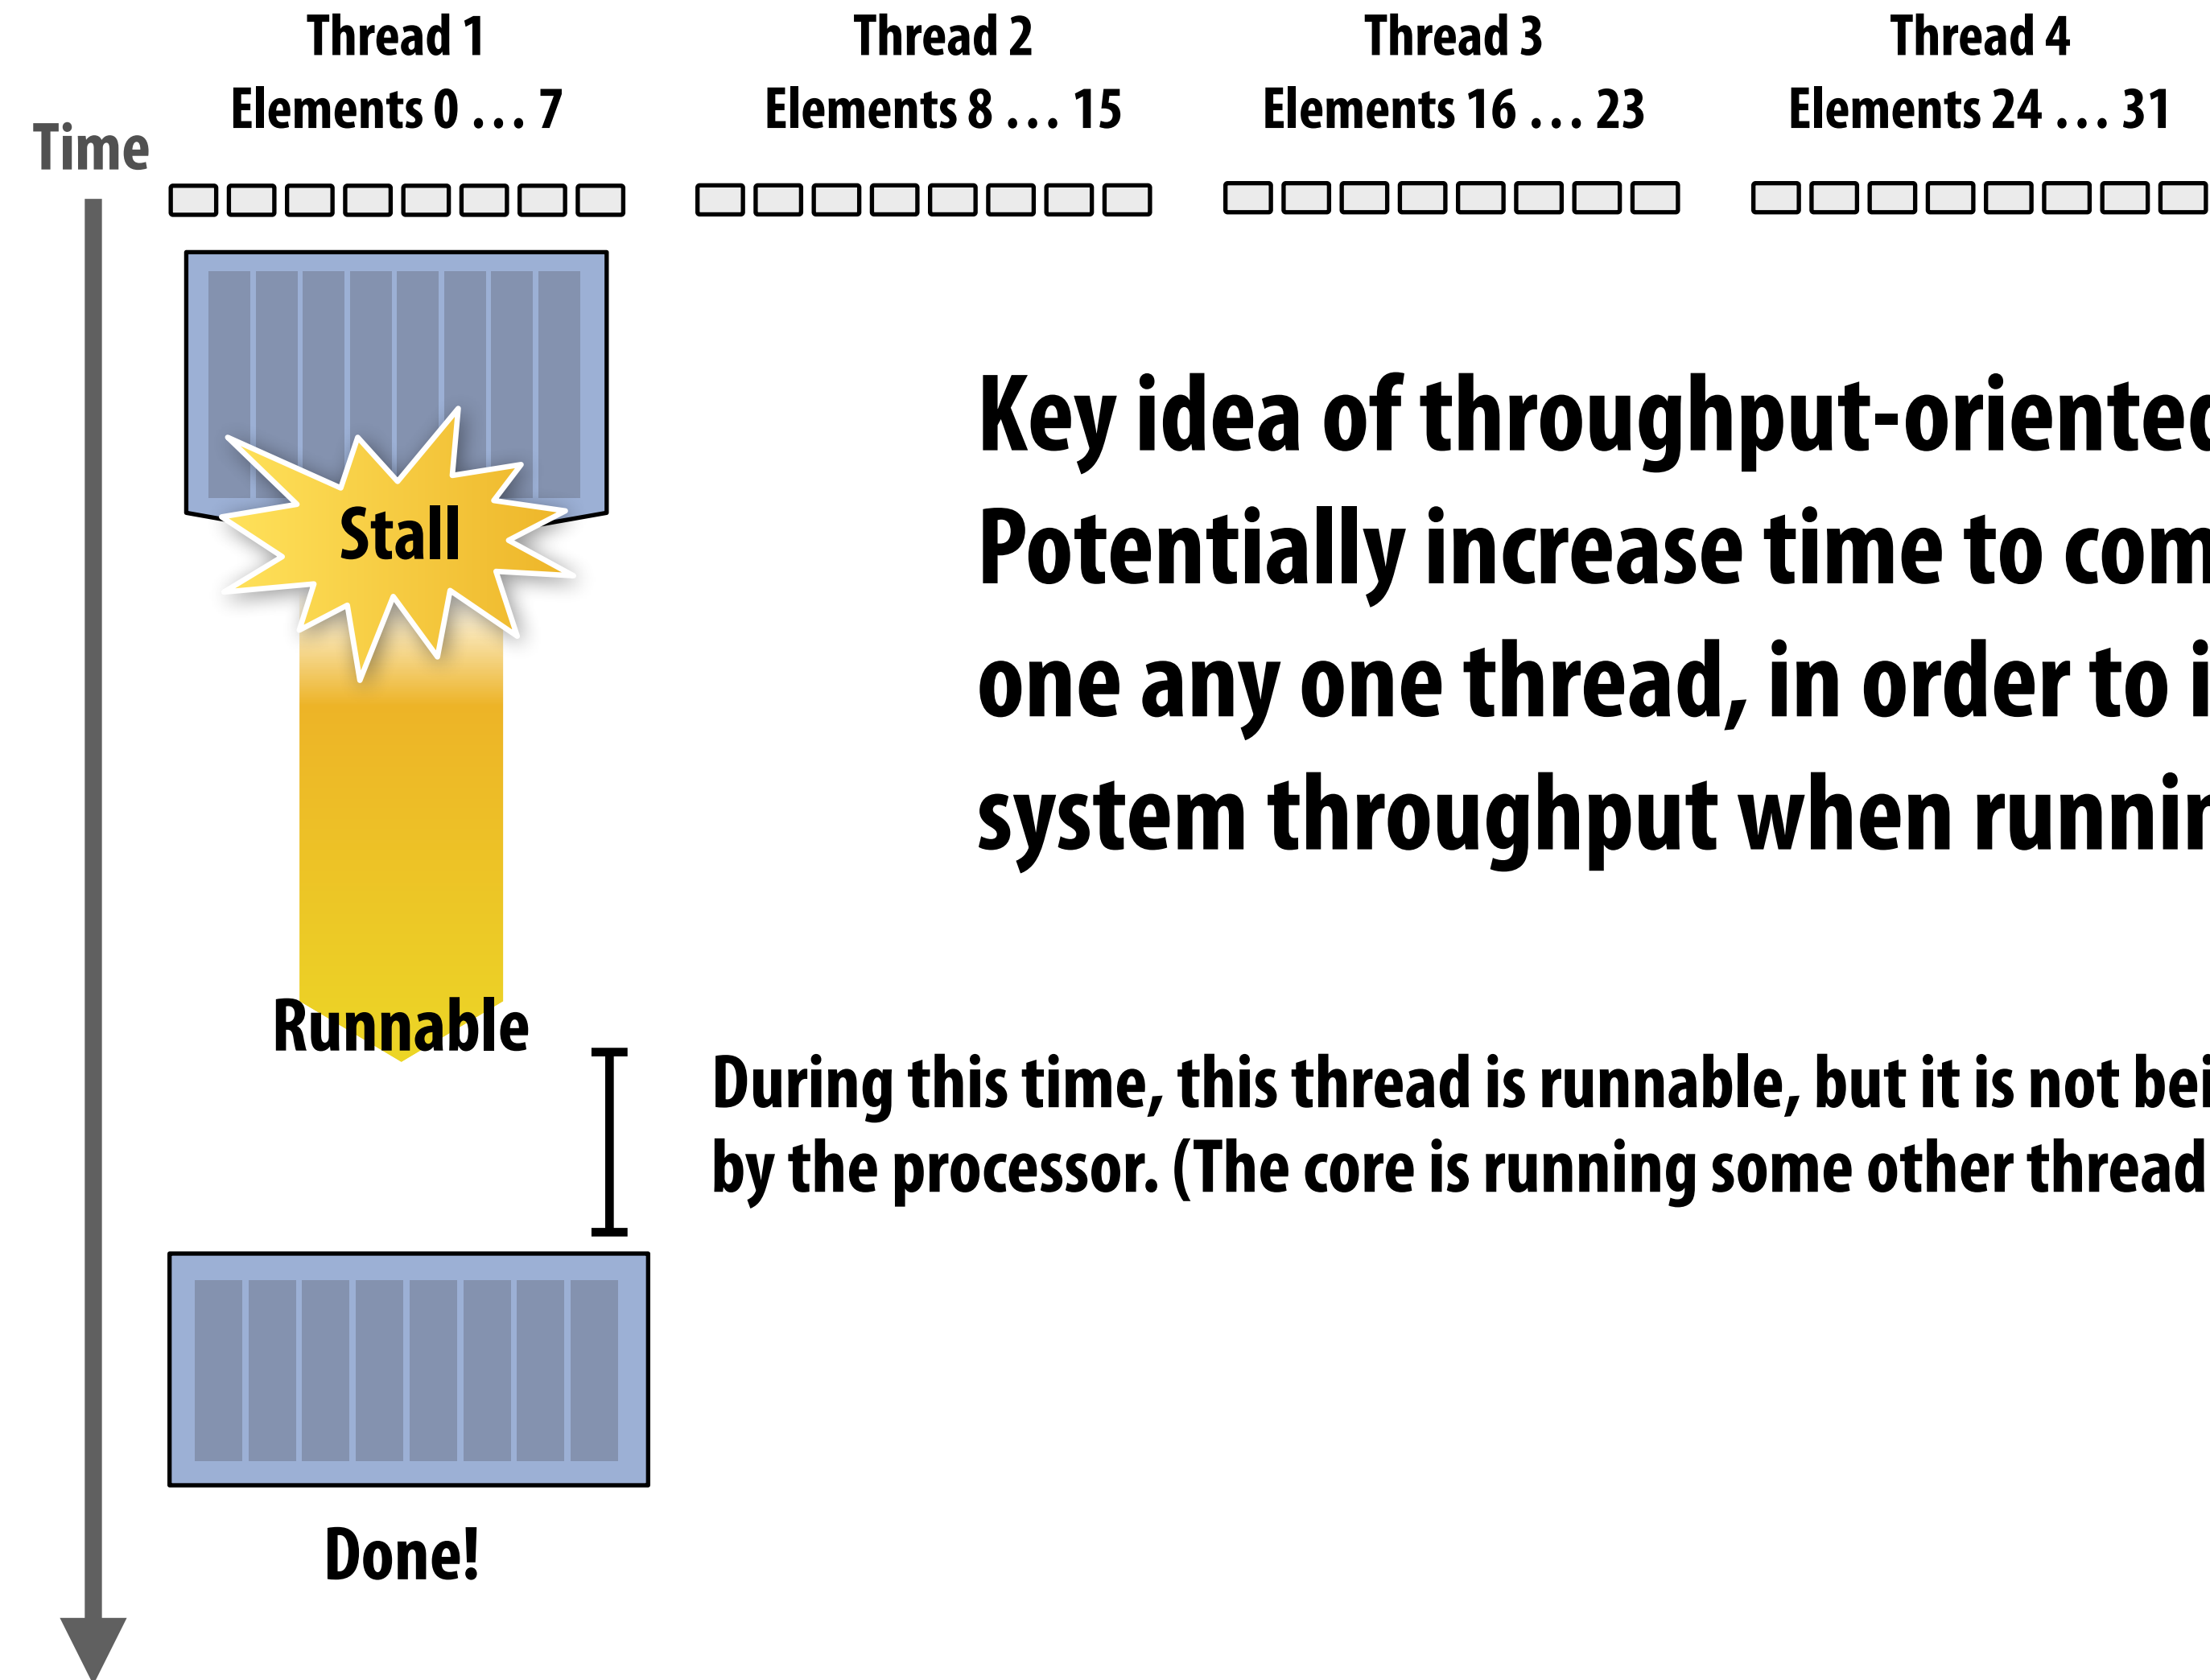 Thread 1
Elements 0 … 7
Thread 2
Elements 8 … 15
Thread 3
Elements 16 … 23
Thread 4
Elements 24 … 31
Time
Stall
Key idea of throughput-oriented
Potentially increase time to
one any one thread, in order to
system throughput when
Runnable
During this time, this thread is runnable, but it is not
by the processor. (The core is running some other thread
Done!